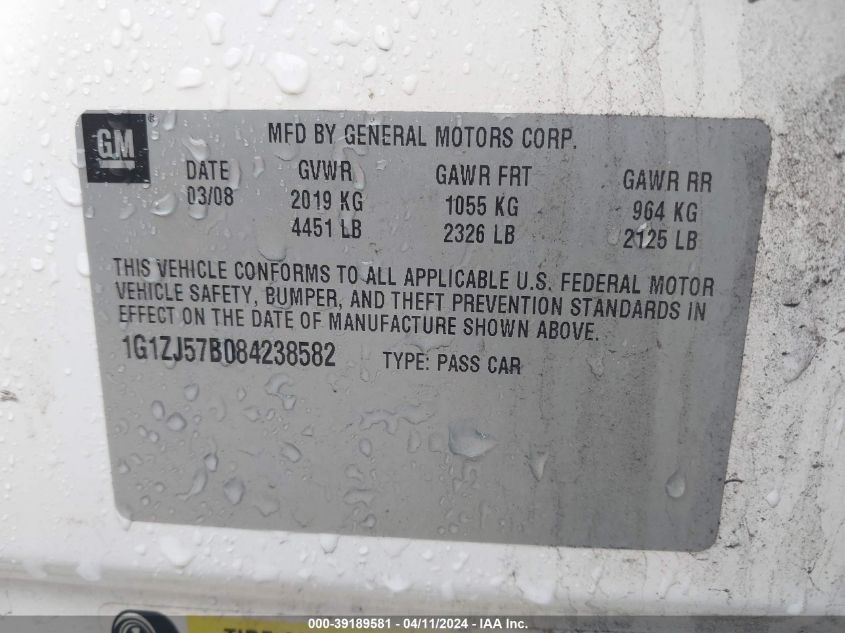 GM ®
MFD BY GENERAL MOTORS CORP.
DATE GVWR GAWR FRT GAWR RR
03/08 2019 KG 1055 KG 964 KG
4451 LB 2326 LB 2125 LB
THIS VEHICLE CONFORMS TO ALL APPLICABLE U.S. FEDERAL MOTOR
VEHICLE SAFETY, BUMPER, AND THEFT PREVENTION STANDARDS IN
EFFECT ON THE DATE OF MANUFACTURE SHOWN ABOVE.
1G1ZJ57B084238582 TYPE: PASS CAR
000-39189581 - 04/11/2024 - IAA Inc.